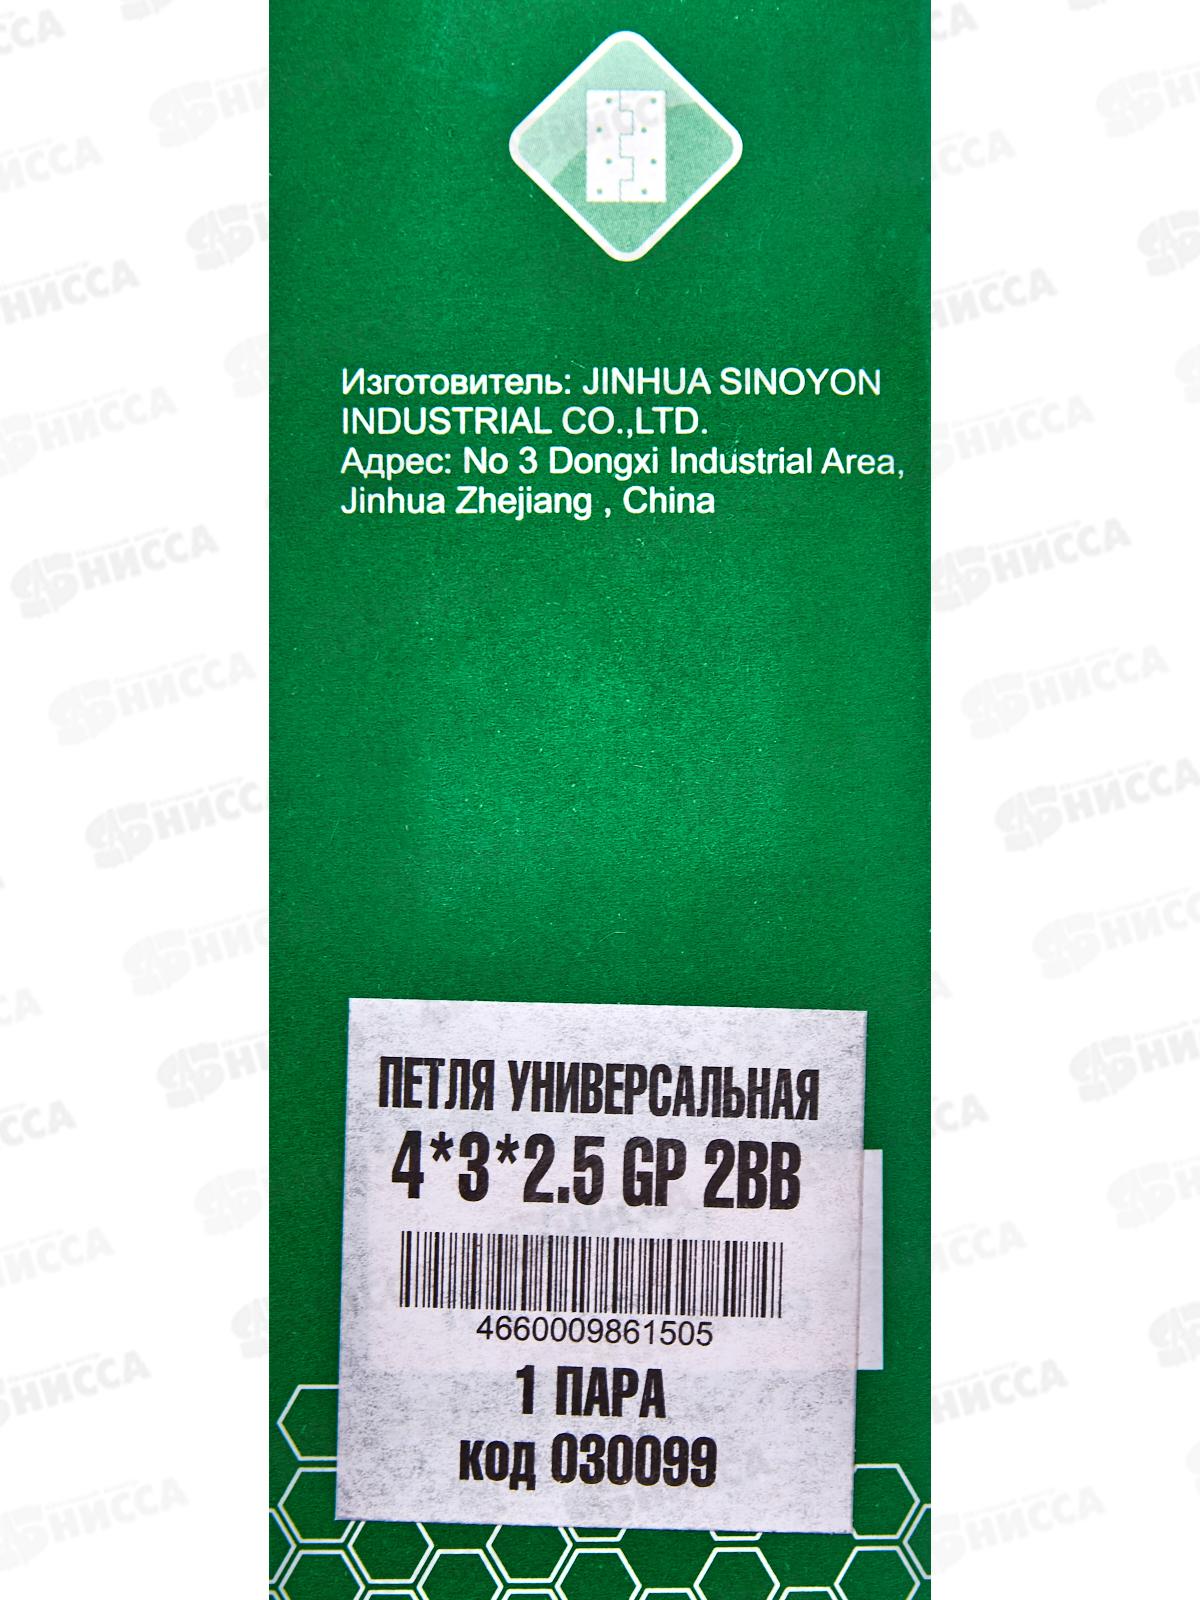 Изготовитель: JINHUA SINOYON
INDUSTRIAL CO.,LTD.
Адрес: No 3 Dongxi Industrial Area,
Jinhua Zhejiang , China
ПЕТЛЯ УНИВЕРСАЛЬНАЯ
4*3*2.5 GP 2BB
4660009861505
1 ПАРА
код 030099